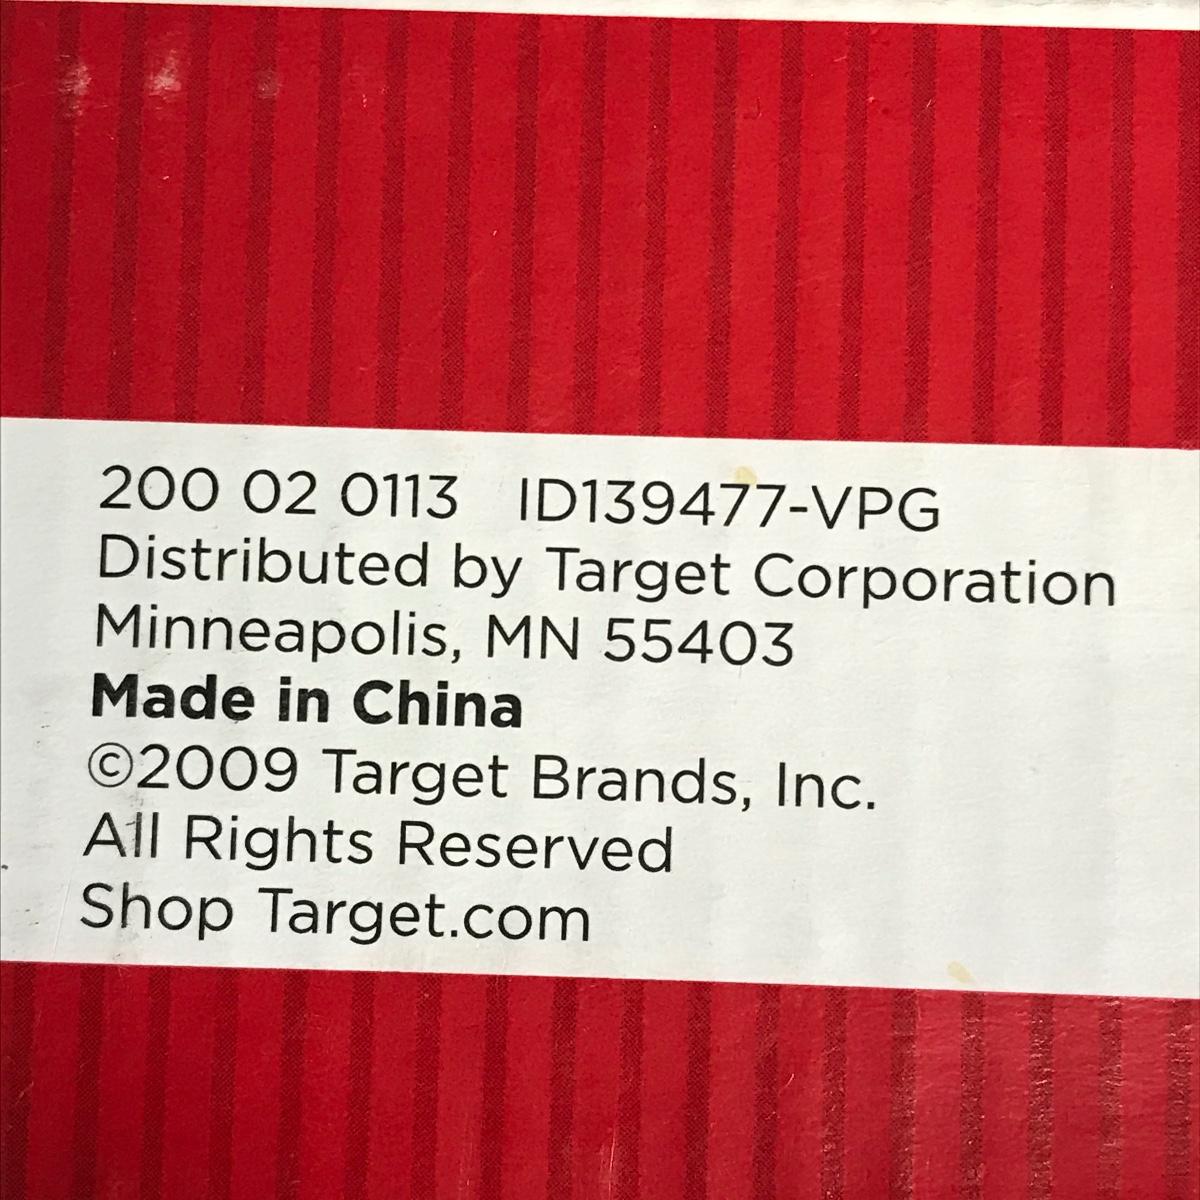 200 02 0113 ID139477-VPG
Distributed by Target Corporation
Minneapolis, MN 55403
Made in China
©2009 Target Brands, Inc.
All Rights Reserved
Shop Target.com